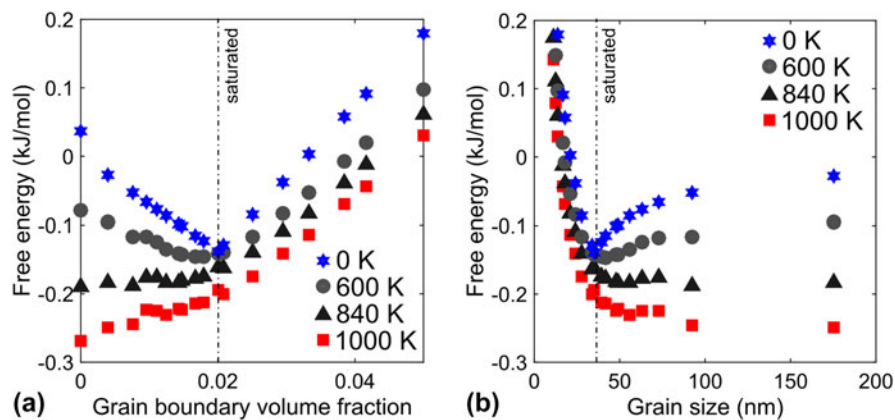 0.2
0.1
0
-0.1
-0.2
-0.3
Free energy (kJ/mol)
saturated
0 K
600 K
840 K
1000 K
0
0.02
0.04
(a)
Grain boundary volume fraction
0.2
0.1
0
-0.1
-0.2
-0.3
Free energy (kJ/mol)
saturated
0 K
600 K
840 K
1000 K
0
50
100
150
200
(b)
Grain size (nm)